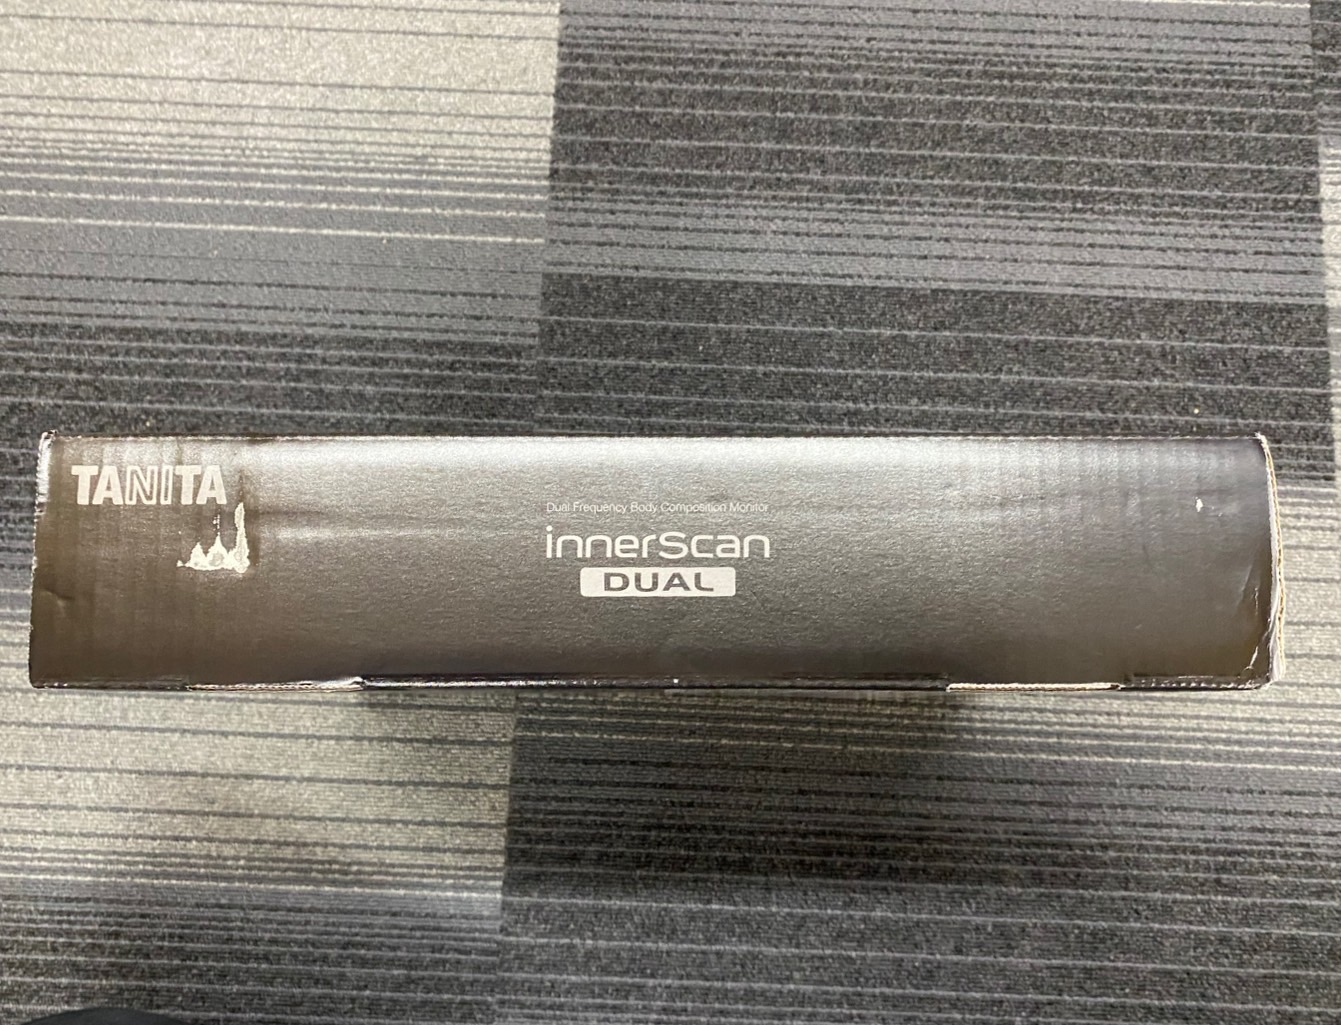 TANITA
Dual Frequency Body Composition Monitor
innerScan
DUAL